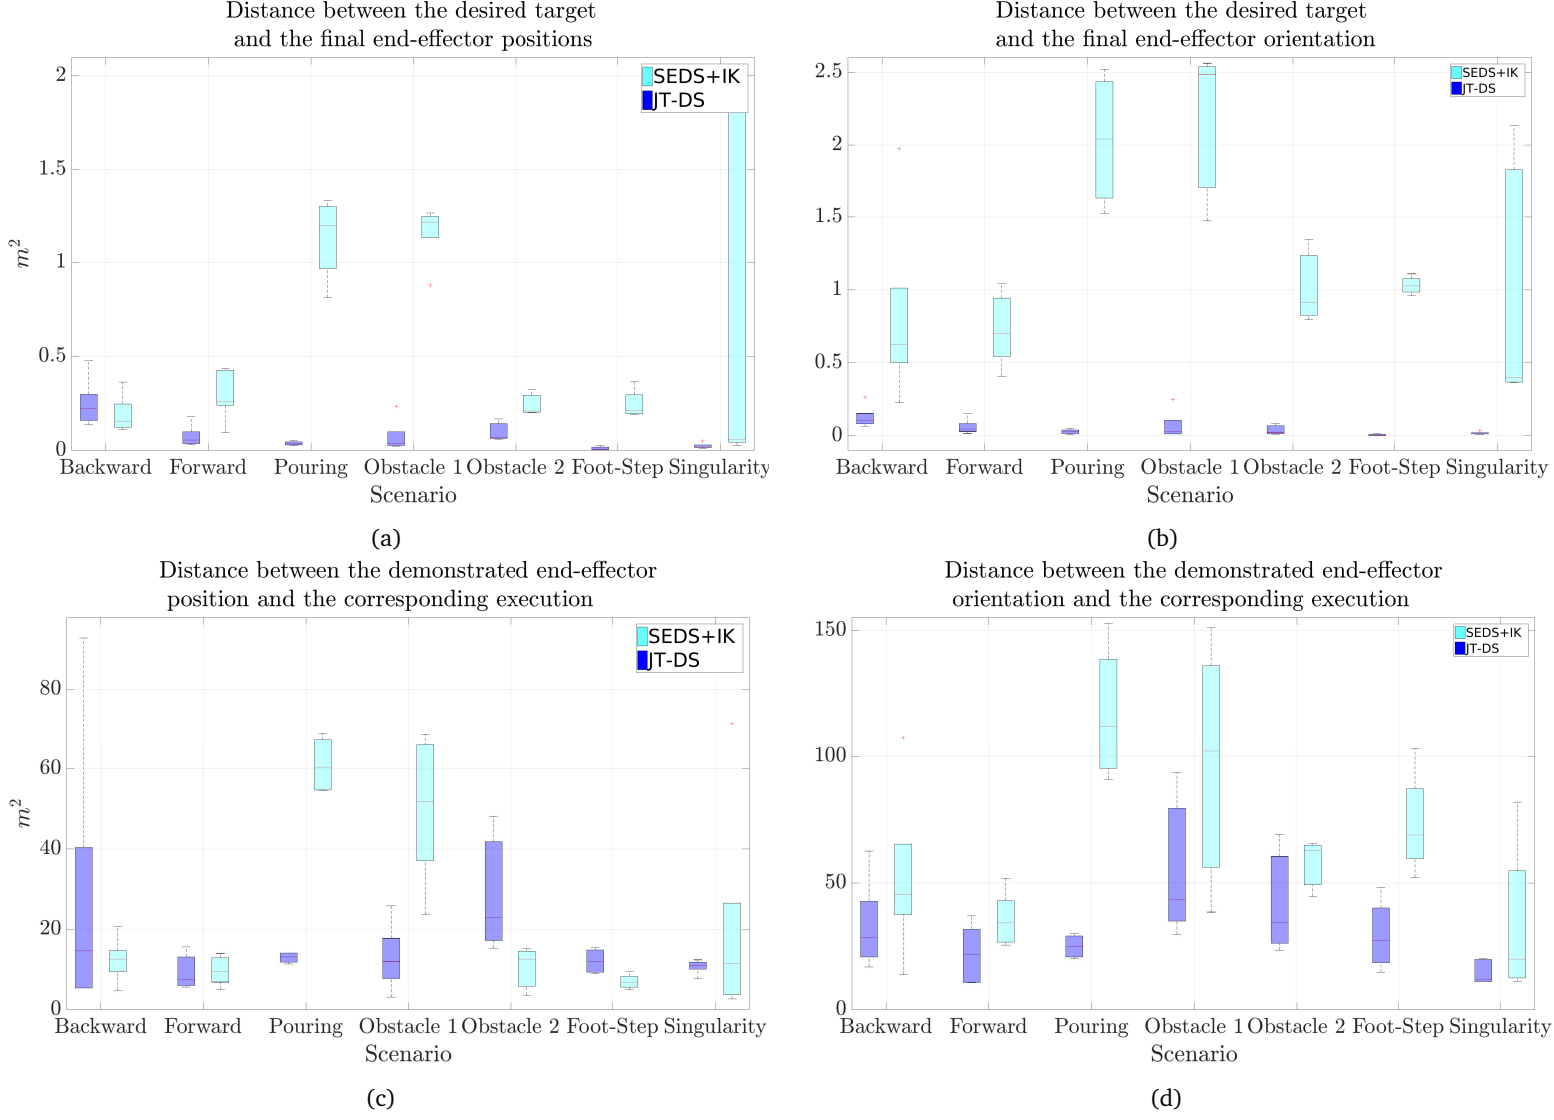 Distance between the desired target
and the final end-effector positions
2
1.5
1
0.5
0
m²
SEDS+IK
JT-DS
Backward Forward Pouring Obstacle 1 Obstacle 2 Foot-Step Singularity
Scenario
(a)
Distance between the desired target
and the final end-effector orientation
2.5
2
1.5
1
0.5
0
SEDS+IK
JT-DS
Backward Forward Pouring Obstacle 1 Obstacle 2 Foot-Step Singularity
Scenario
(b)
Distance between the demonstrated end-effector
position and the corresponding execution
80
60
40
20
0
m²
SEDS+IK
JT-DS
Backward Forward Pouring Obstacle 1 Obstacle 2 Foot-Step Singularity
Scenario
(c)
Distance between the demonstrated end-effector
orientation and the corresponding execution
150
100
50
0
SEDS+IK
JT-DS
Backward Forward Pouring Obstacle 1 Obstacle 2 Foot-Step Singularity
Scenario
(d)